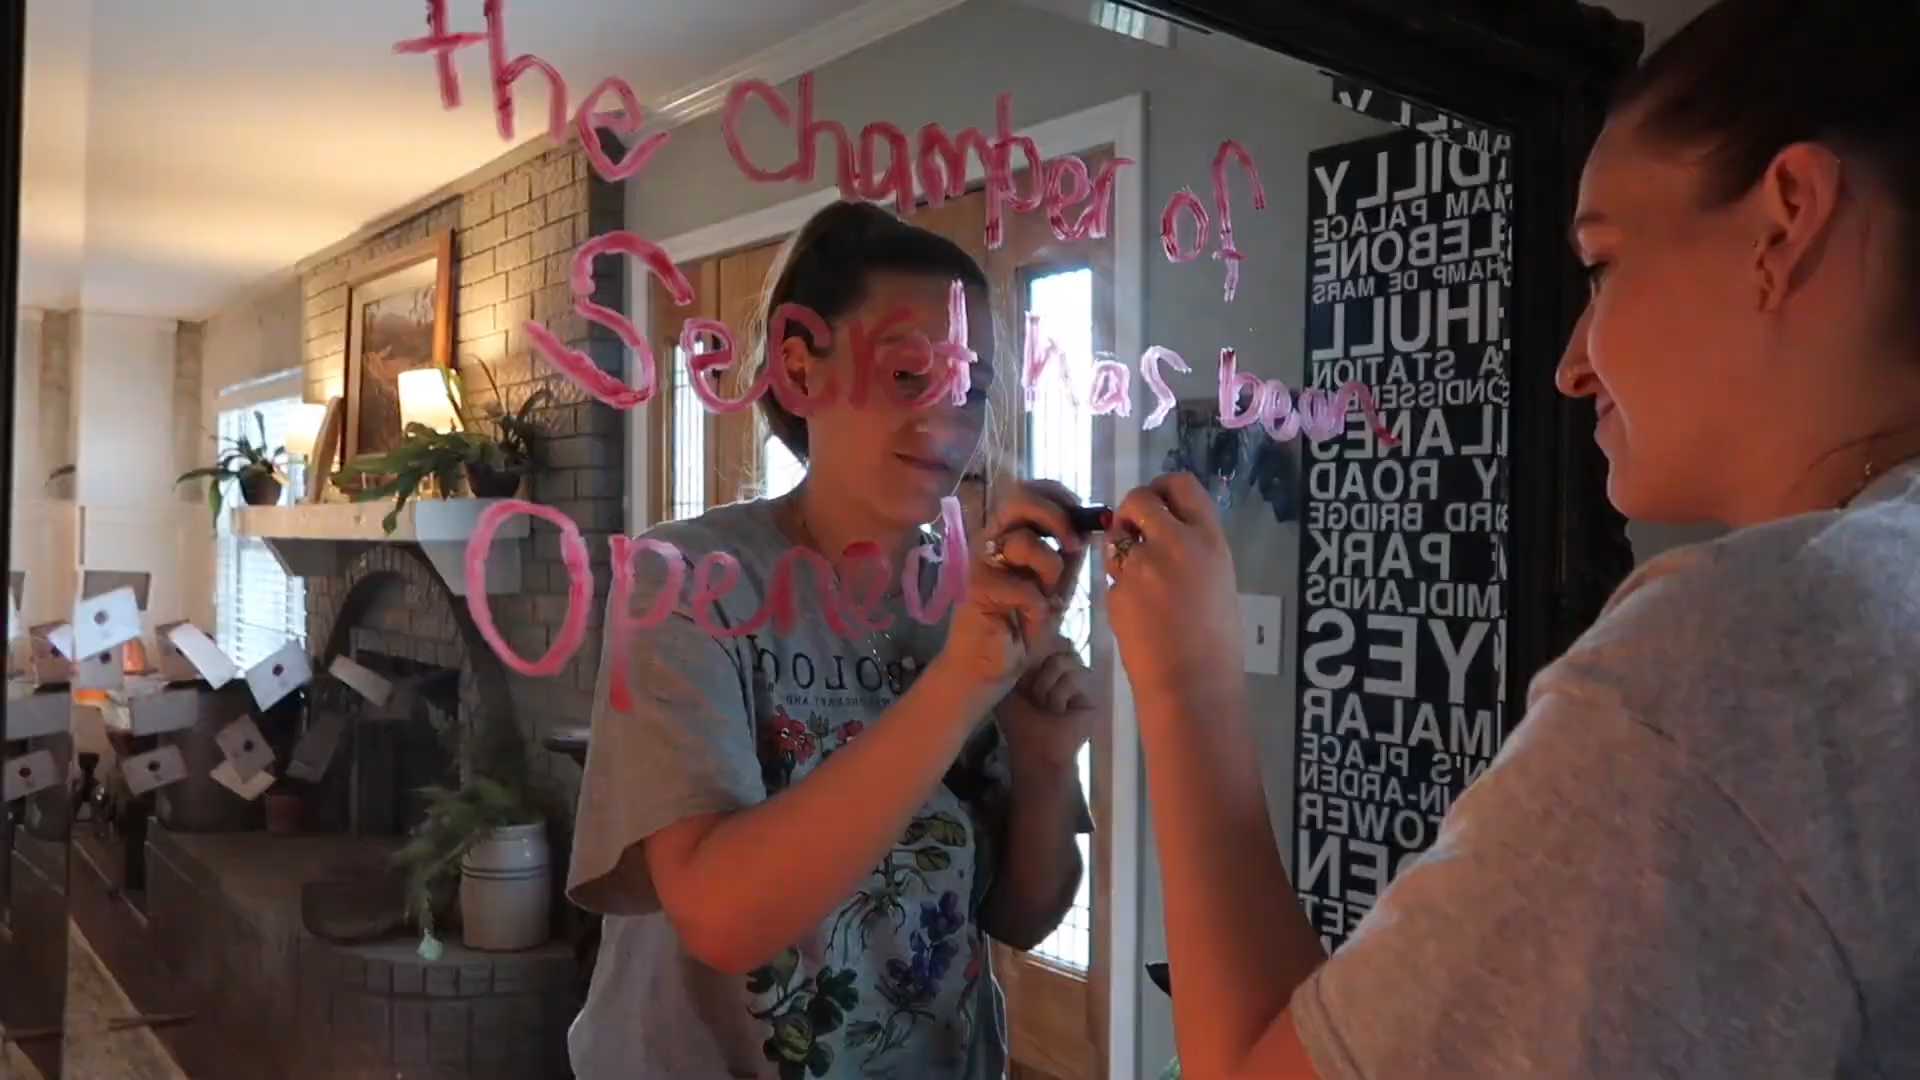 the Chamber of
Secret has been
Opened
DILLY
HAM PALACE
LEBONE
CHAMP DE MARS
HULL
A STATION
LANES
Y ROAD
BRIDGE
PARK
MIDLANDS
YES
MALAR
N'S PLACE
IN-ARDEN
TOWER
BOLOG